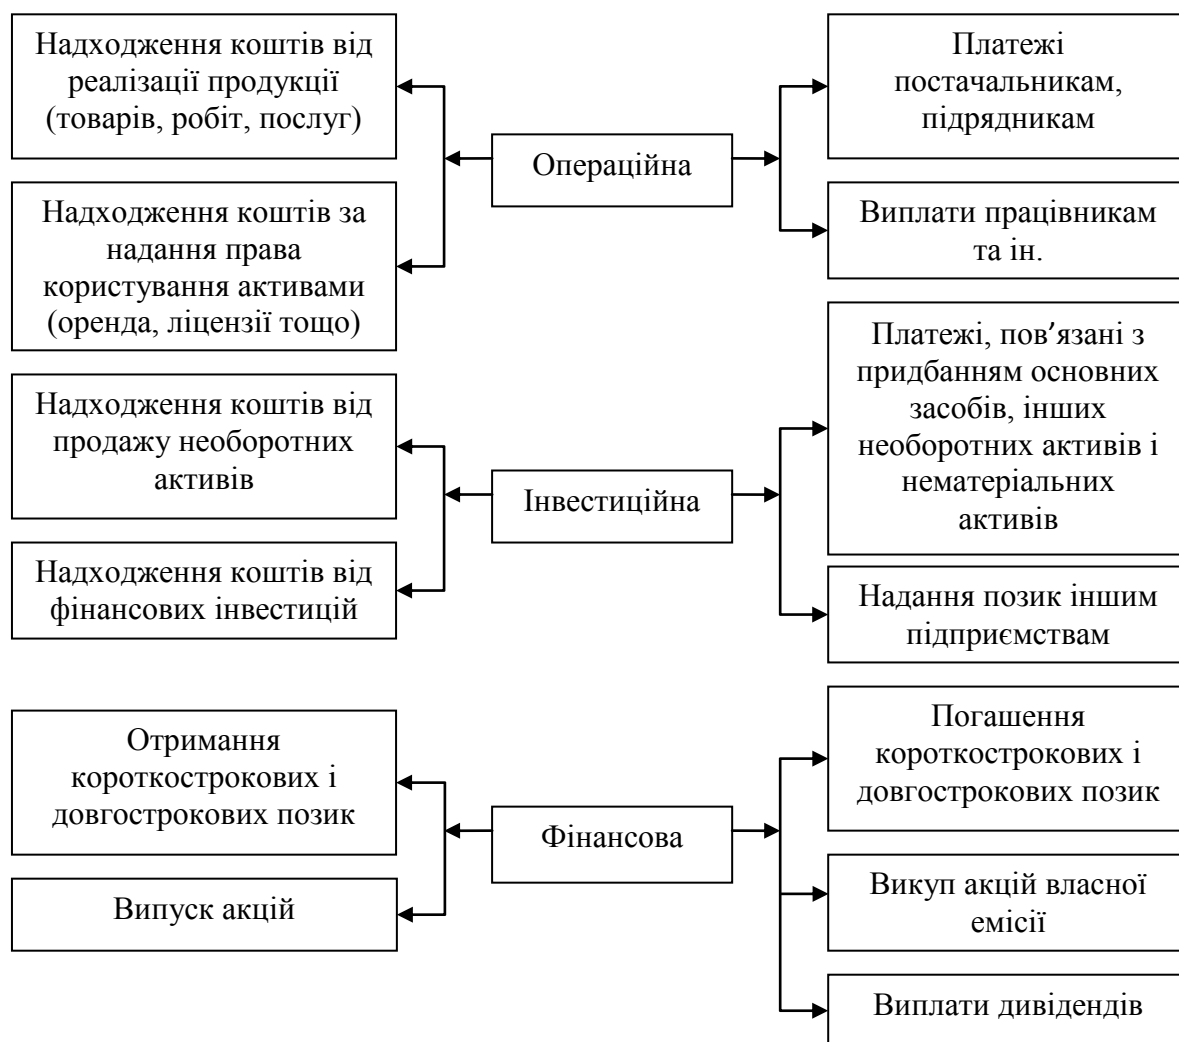 Надходження коштів від
реалізації продукції
(товарів, робіт, послуг)
Надходження коштів за
надання права
користування активами
(оренда, ліцензії тощо)
Операційна
Платежі
постачальникам,
підрядникам
Виплати працівникам
та ін.
Надходження коштів від
продажу необоротних
активів
Надходження коштів від
фінансових інвестицій
Інвестиційна
Платежі, пов’язані з
придбанням основних
засобів, інших
необоротних активів і
нематеріальних
активів
Надання позик іншим
підприємствам
Отримання
короткострокових і
довгострокових позик
Випуск акцій
Фінансова
Погашення
короткострокових і
довгострокових позик
Викуп акцій власної
емісії
Виплати дивідендів